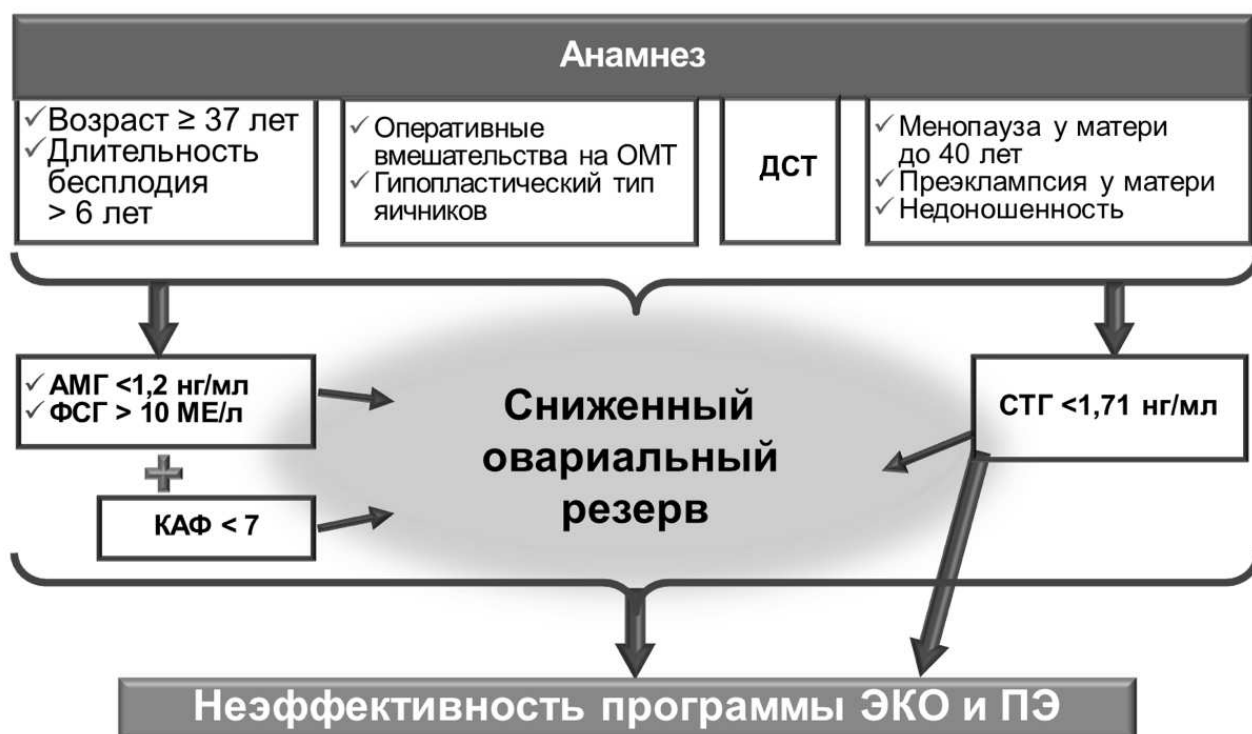 Анамнез
✓Возраст ≥ 37 лет
✓Длительность
бесплодия
> 6 лет
✓Оперативные
вмешательства на ОМТ
✓Гипопластический тип
яичников
ДСТ
✓Менопауза у матери
до 40 лет
✓Преэклампсия у матери
✓Недоношенность
✓АМГ <1,2 нг/мл
✓ФСГ > 10 МЕ/л
+
КАФ < 7
Сниженный
овариальный
резерв
СТГ <1,71 нг/мл
Неэффективность программы ЭКО и ПЭ